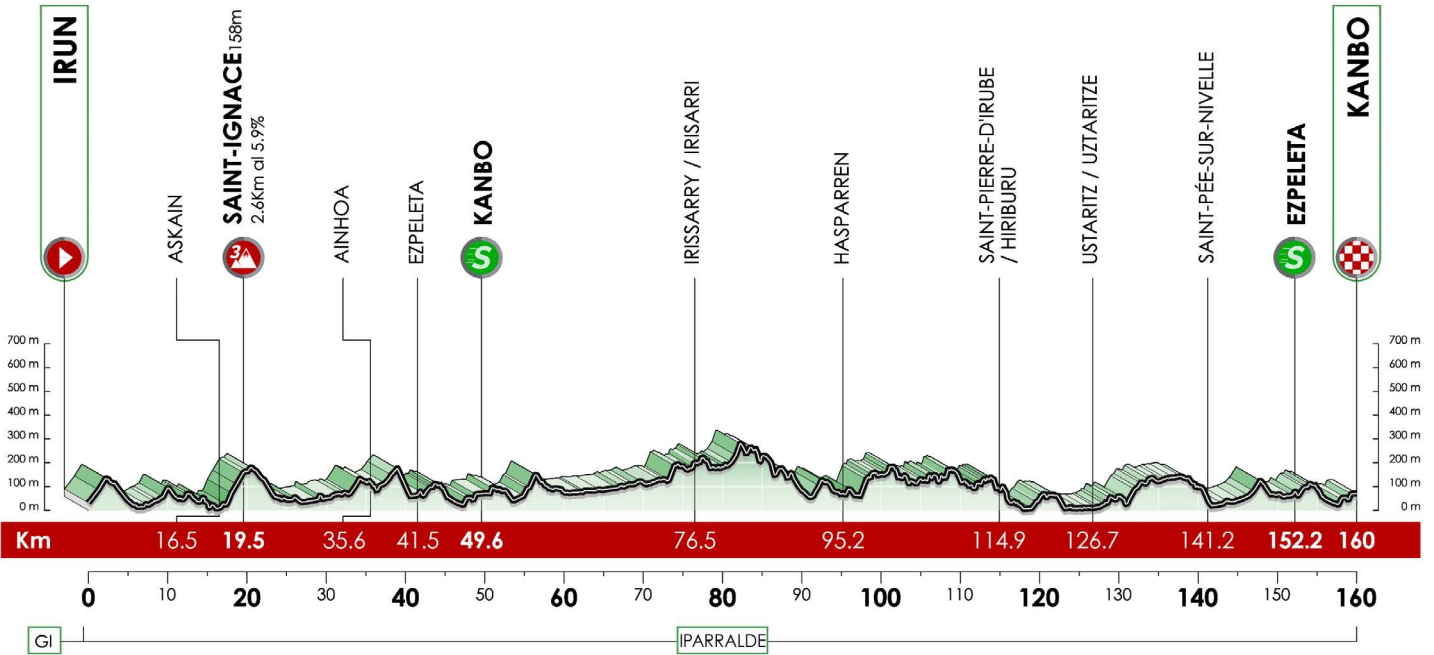 IRUN
ASKAIN
SAINT-IGNACE 158m
2.6Km al 5.9%
3
AINHOA
EZPELETA
KANBO
S
IRISSARRY / IRISARRI
HASPARREN
SAINT-PIERRE-D'IRUBE
/ HIRIBURU
USTARITZ / UZTARITZE
SAINT-PÉE-SUR-NIVELLE
EZPELETA
S
KANBO
700 m
600 m
500 m
400 m
300 m
200 m
100 m
0 m
700 m
600 m
500 m
400 m
300 m
200 m
100 m
0 m
Km 16.5 19.5 35.6 41.5 49.6 76.5 95.2 114.9 126.7 141.2 152.2 160
0 10 20 30 40 50 60 70 80 90 100 110 120 130 140 150 160
GI IPARRALDE